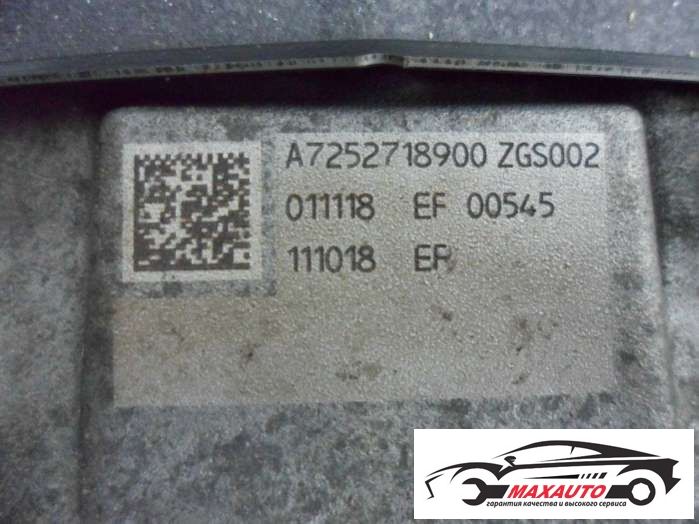 A7252718900 ZGS002
011118 EF 00545
111018 EF
MAXAUTO
гарантия качества и высокого сервиса